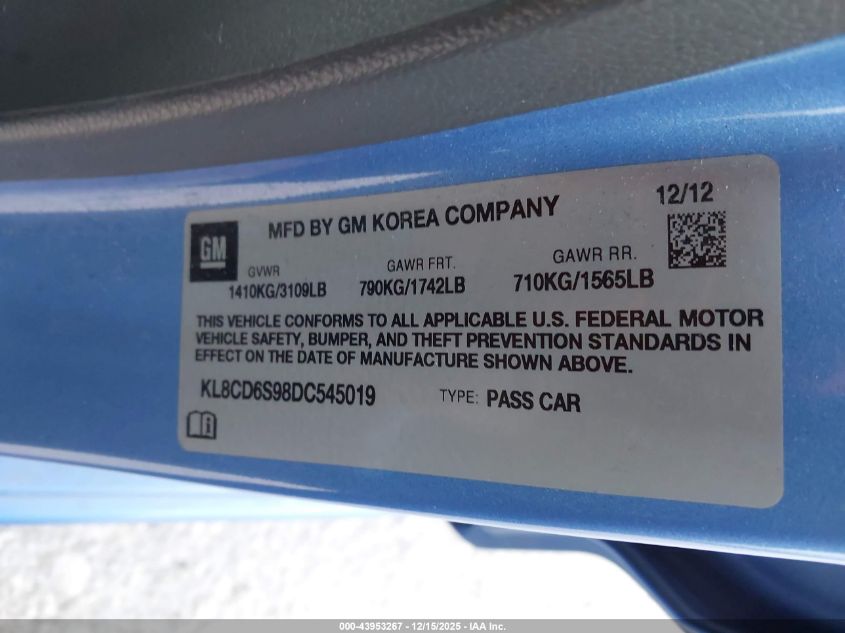 GM
MFD BY GM KOREA COMPANY
12/12
GVWR
GAWR FRT.
GAWR RR.
1410KG/3109LB
790KG/1742LB
710KG/1565LB
THIS VEHICLE CONFORMS TO ALL APPLICABLE U.S. FEDERAL MOTOR
VEHICLE SAFETY, BUMPER, AND THEFT PREVENTION STANDARDS IN
EFFECT ON THE DATE OF MANUFACTURE SHOWN ABOVE.
KL8CD6S98DC545019
TYPE: PASS CAR
000-43953267 - 12/15/2025 - IAA Inc.